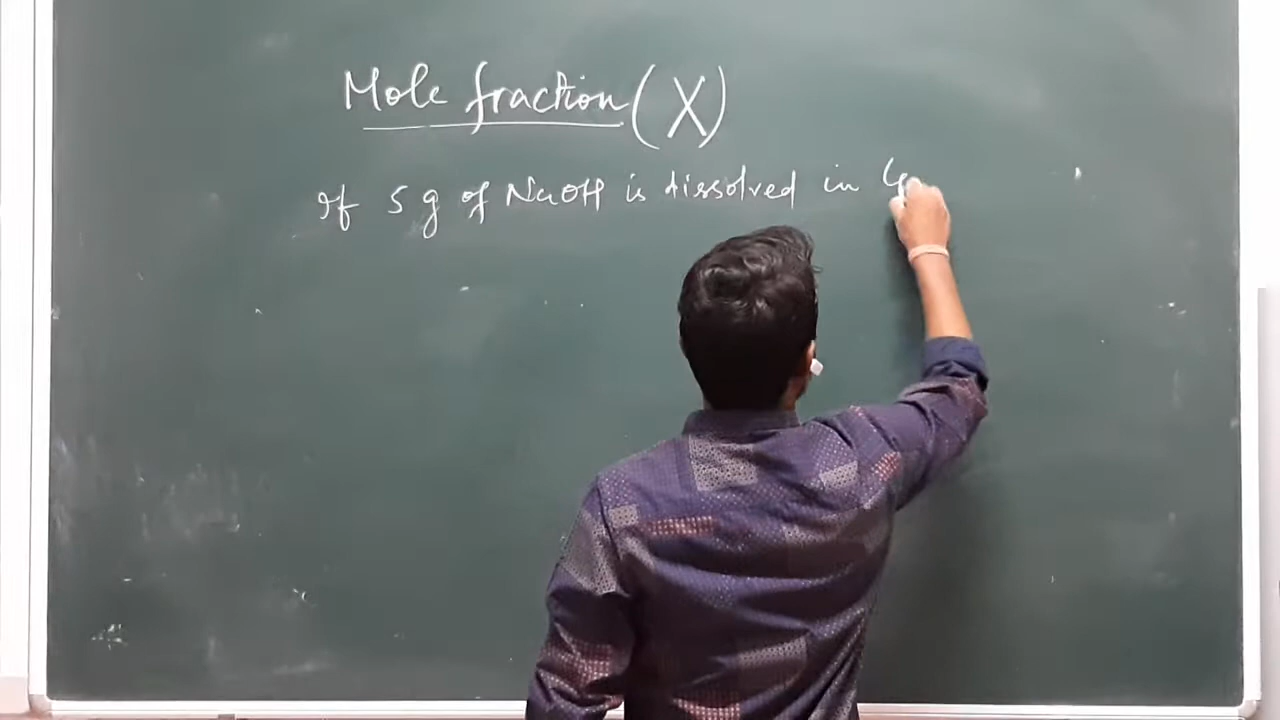 Mole fraction (X)
If 5 g of NaOH is dissolved in